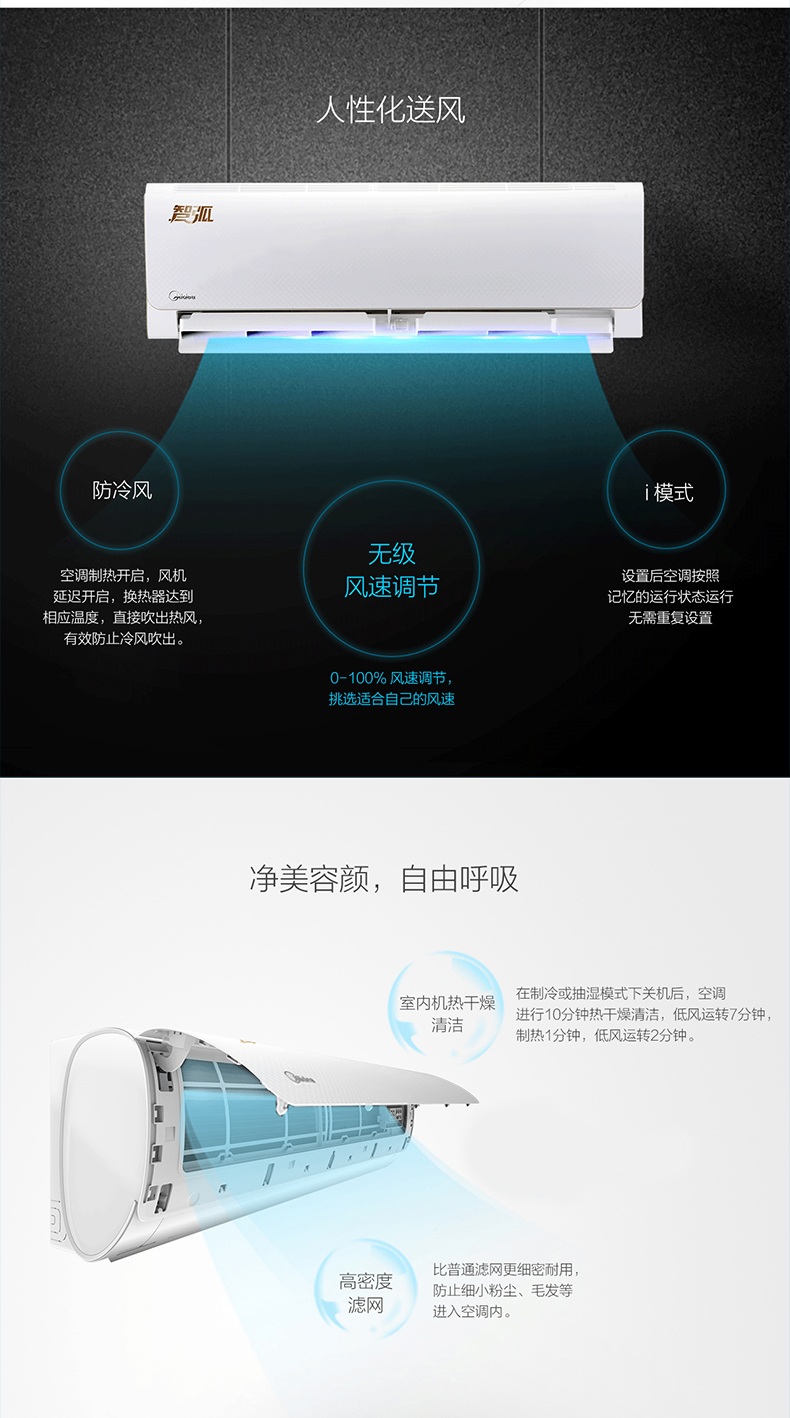 人性化送风
智弧
Midea
防冷风
空调制热开启，风机
延迟开启，换热器达到
相应温度，直接吹出热风，
有效防止冷风吹出。
无级
风速调节
0-100% 风速调节，
挑选适合自己的风速
i 模式
设置后空调按照
记忆的运行状态运行
无需重复设置
净美容颜，自由呼吸
室内机热干燥
清洁
在制冷或抽湿模式下关机后，空调
进行10分钟热干燥清洁，低风运转7分钟，
制热1分钟，低风运转2分钟。
Midea
高密度
滤网
比普通滤网更细密耐用，
防止细小粉尘、毛发等
进入空调内。